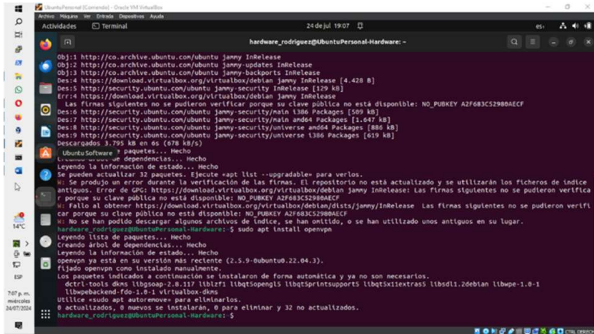 UbuntuPersonal (Corriendo) - Oracle VM VirtualBox
Archivo Máquina Ver Entrada Dispositivos Ayuda
Actividades Terminal 24 de jul 19:07 es
hardware_rodriguez@UbuntuPersonal-Hardware: ~
Obj:1 http://co.archive.ubuntu.com/ubuntu jammy InRelease
Obj:2 http://co.archive.ubuntu.com/ubuntu jammy-updates InRelease
Obj:3 http://co.archive.ubuntu.com/ubuntu jammy-backports InRelease
Des:4 https://download.virtualbox.org/virtualbox/debian jammy InRelease [4.428 B]
Des:5 http://security.ubuntu.com/ubuntu jammy-security InRelease [129 kB]
Err:4 https://download.virtualbox.org/virtualbox/debian jammy InRelease
Las firmas siguientes no se pudieron verificar porque su clave pública no está disponible: NO_PUBKEY A2F683C52980AECF
Des:6 http://security.ubuntu.com/ubuntu jammy-security/main i386 Packages [509 kB]
Des:7 http://security.ubuntu.com/ubuntu jammy-security/main amd64 Packages [1.647 kB]
Des:8 http://security.ubuntu.com/ubuntu jammy-security/universe amd64 Packages [880 kB]
Des:9 http://security.ubuntu.com/ubuntu jammy-security/universe i386 Packages [619 kB]
Descargados 3.795 kB en 6s (678 kB/s)
Ubuntu Software e paquetes... Hecho
Creando árbol de dependencias... Hecho
Leyendo la información de estado... Hecho
Se pueden actualizar 32 paquetes. Ejecute «apt list --upgradable» para verlos.
W: Se produjo un error durante la verificación de las firmas. El repositorio no está actualizado y se utilizarán los ficheros de índice
antiguos. Error de GPG: https://download.virtualbox.org/virtualbox/debian jammy InRelease: Las firmas siguientes no se pudieron verifica
r porque su clave pública no está disponible: NO_PUBKEY A2F683C52980AECF
W: Fallo al obtener https://download.virtualbox.org/virtualbox/debian/dists/jammy/InRelease Las firmas siguientes no se pudieron verifi
car porque su clave pública no está disponible: NO_PUBKEY A2F683C52980AECF
W: No se han podido descargar algunos archivos de índice, se han omitido, o se han utilizado unos antiguos en su lugar.
hardware_rodriguez@UbuntuPersonal-Hardware:~$ sudo apt install openvpn
Leyendo lista de paquetes... Hecho
Creando árbol de dependencias... Hecho
Leyendo la información de estado... Hecho
openvpn ya está en su versión más reciente (2.5.9-0ubuntu0.22.04.3).
fijado openvpn como instalado manualmente.
Los paquetes indicados a continuación se instalaron de forma automática y ya no son necesarios.
dctrl-tools dkms libgsoap-2.8.117 liblzf1 libqt5opengl5 libqt5printsupport5 libqt5x11extras5 libsdl1.2debian libwpe-1.0-1
libwpebackend-fdo-1.0-1 virtualbox-dkms
Utilice «sudo apt autoremove» para eliminarlos.
0 actualizados, 0 nuevos se instalarán, 0 para eliminar y 32 no actualizados.
hardware_rodriguez@UbuntuPersonal-Hardware:~$
14°C
ESP
7:07 p. m.
miércoles
24/07/2024
CTRL DERECHA